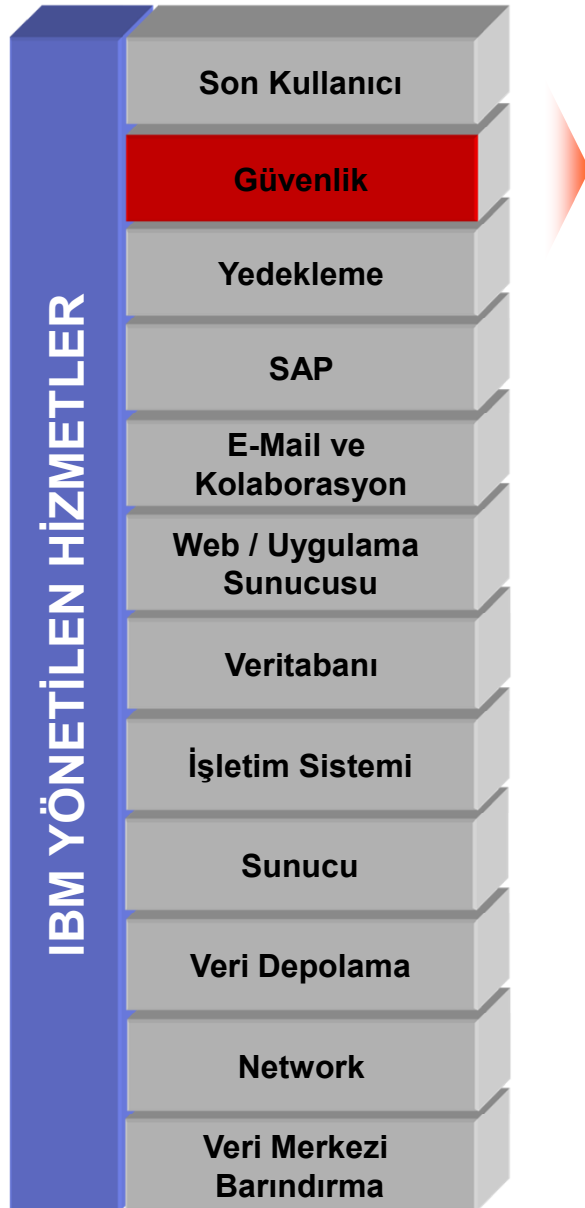 IBM YÖNETİLEN HİZMETLER
Son Kullanıcı
Güvenlik
Yedekleme
SAP
E-Mail ve
Kolaborasyon
Web / Uygulama
Sunucusu
Veritabanı
İşletim Sistemi
Sunucu
Veri Depolama
Network
Veri Merkezi
Barındırma